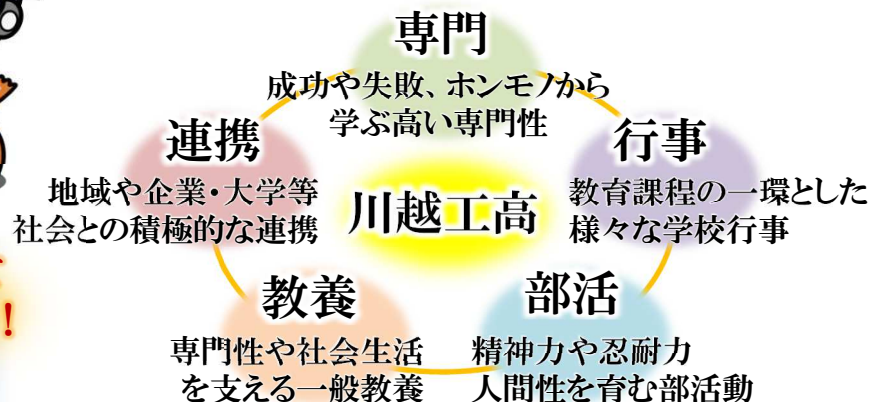 専門
成功や失敗、ホンモノから
学ぶ高い専門性
連携
地域や企業・大学等
社会との積極的な連携
川越工高
行事
教育課程の一環とした
様々な学校行事
教養
専門性や社会生活
を支える一般教養
部活
精神力や忍耐力
人間性を育む部活動
!